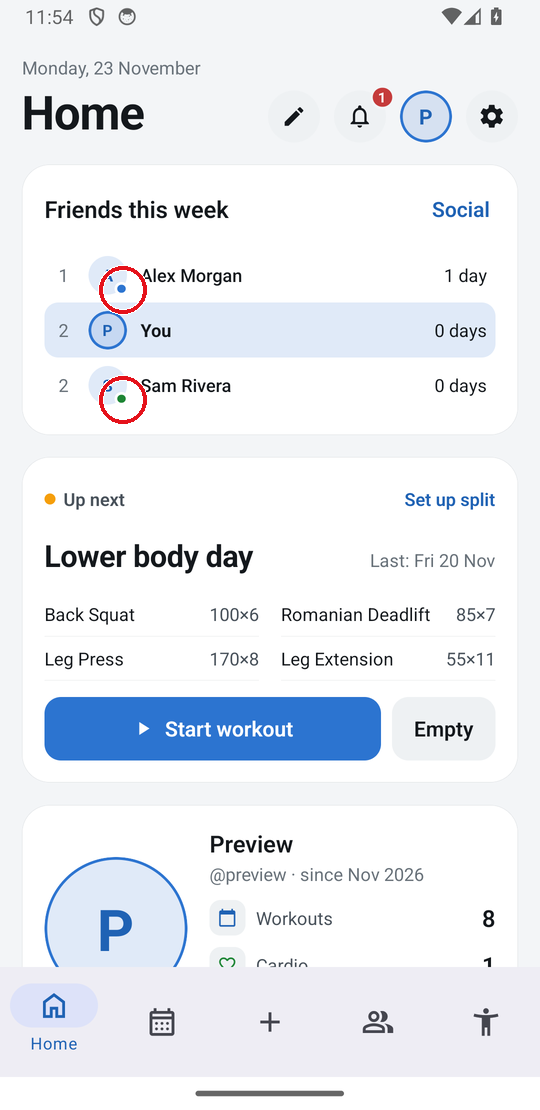 11:54
Monday, 23 November
Home
1
P
Friends this week
Social
1 Alex Morgan 1 day
2 P You 0 days
2 S Sam Rivera 0 days
Up next
Set up split
Lower body day
Last: Fri 20 Nov
Back Squat 100×6 Romanian Deadlift 85×7
Leg Press 170×8 Leg Extension 55×11
Start workout
Empty
Preview
@preview · since Nov 2026
P
Workouts 8
Cardio 1
Home